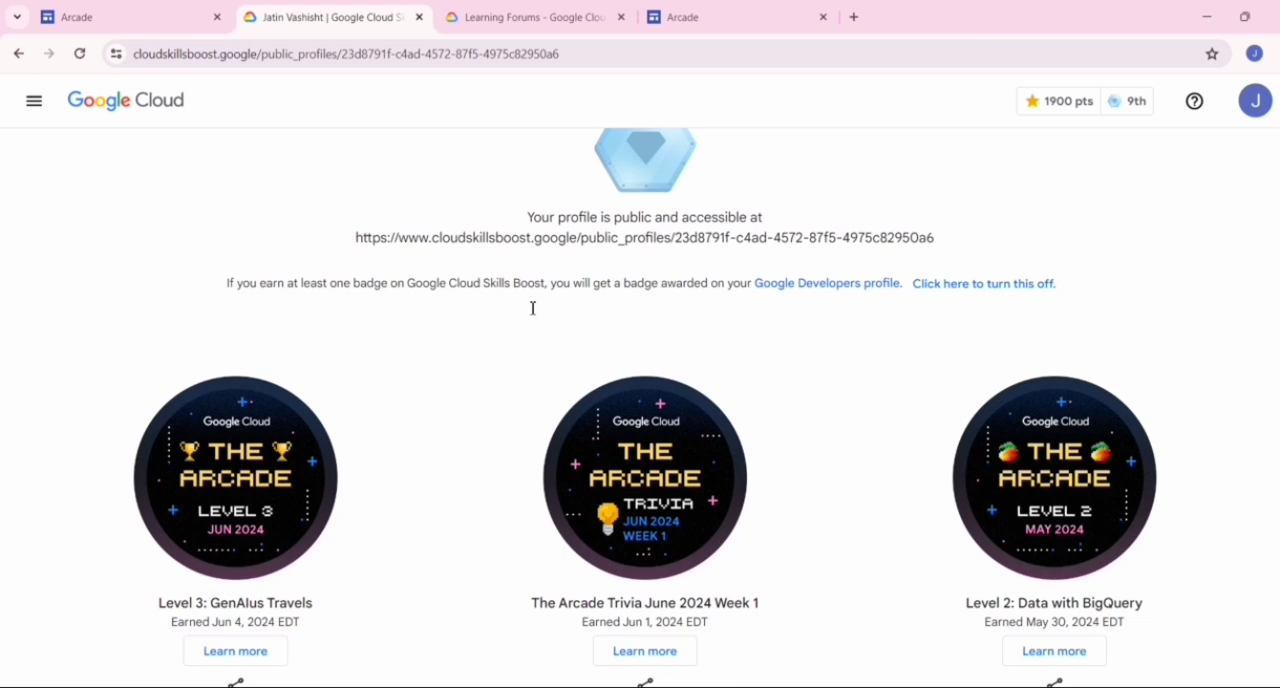 Arcade
Jatin Vashisht | Google Cloud S
Learning Forums - Google Clou
Arcade
cloudskillsboost.google/public_profiles/23d8791f-c4ad-4572-87f5-4975c82950a6
J
Google Cloud
1900 pts
9th
J
Your profile is public and accessible at
https://www.cloudskillsboost.google/public_profiles/23d8791f-c4ad-4572-87f5-4975c82950a6
If you earn at least one badge on Google Cloud Skills Boost, you will get a badge awarded on your Google Developers profile. Click here to turn this off.
Google Cloud
THE
ARCADE
LEVEL 3
JUN 2024
Level 3: GenAIus Travels
Earned Jun 4, 2024 EDT
Learn more
Google Cloud
THE
ARCADE
TRIVIA
JUN 2024
WEEK 1
The Arcade Trivia June 2024 Week 1
Earned Jun 1, 2024 EDT
Learn more
Google Cloud
THE
ARCADE
LEVEL 2
MAY 2024
Level 2: Data with BigQuery
Earned May 30, 2024 EDT
Learn more